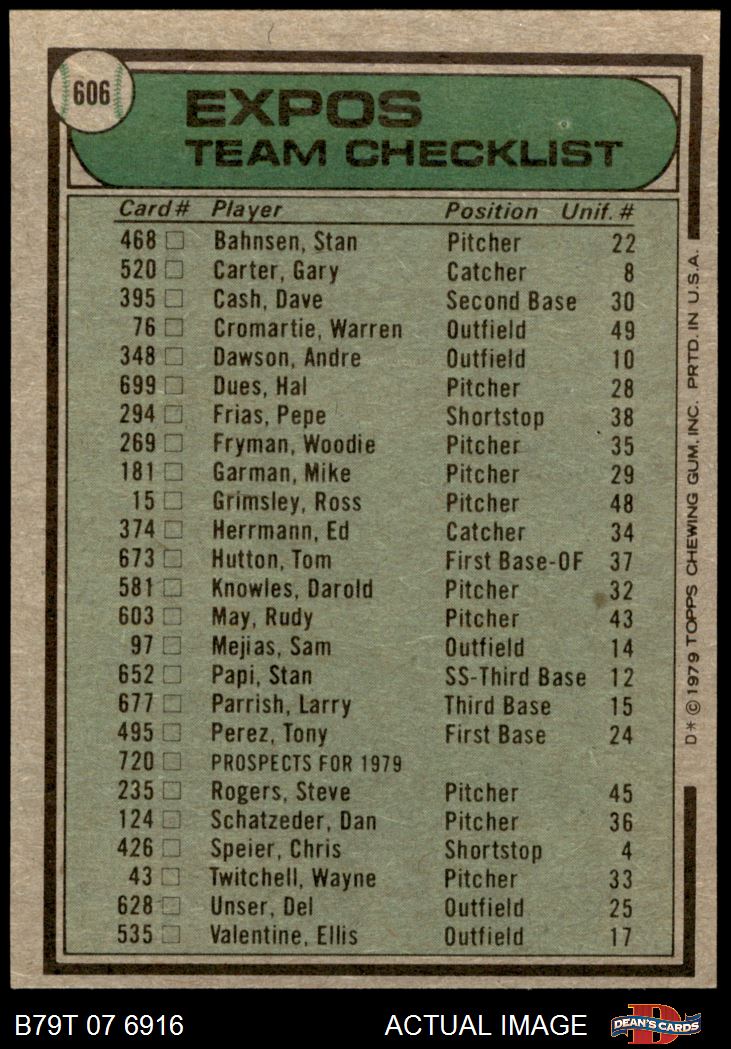 606
EXPOS
TEAM CHECKLIST
Card# Player Position Unif. #
468 Bahnsen, Stan Pitcher 22
520 Carter, Gary Catcher 8
395 Cash, Dave Second Base 30
76 Cromartie, Warren Outfield 49
348 Dawson, Andre Outfield 10
699 Dues, Hal Pitcher 28
294 Frias, Pepe Shortstop 38
269 Fryman, Woodie Pitcher 35
181 Garman, Mike Pitcher 29
15 Grimsley, Ross Pitcher 48
374 Herrmann, Ed Catcher 34
673 Hutton, Tom First Base-OF 37
581 Knowles, Darold Pitcher 32
603 May, Rudy Pitcher 43
97 Mejias, Sam Outfield 14
652 Papi, Stan SS-Third Base 12
677 Parrish, Larry Third Base 15
495 Perez, Tony First Base 24
720 PROSPECTS FOR 1979
235 Rogers, Steve Pitcher 45
124 Schatzeder, Dan Pitcher 36
426 Speier, Chris Shortstop 4
43 Twitchell, Wayne Pitcher 33
628 Unser, Del Outfield 25
535 Valentine, Ellis Outfield 17
D* © 1979 TOPPS CHEWING GUM, INC. PRTD. IN U.S.A.
B79T 07 6916 ACTUAL IMAGE
D
DEAN'S CARDS